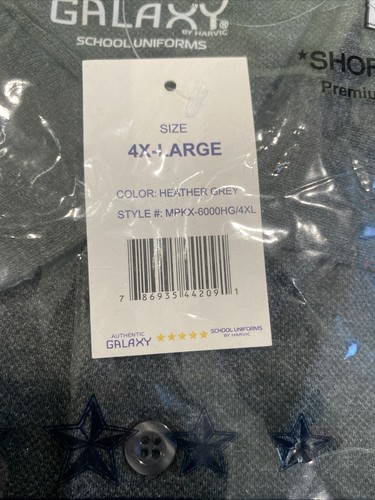 GALAXY®
BY HARVIC
SCHOOL UNIFORMS
*SHOR
Premiu
SIZE
4X-LARGE
COLOR: HEATHER GREY
STYLE #: MPKX-6000HG/4XL
7 86935 44209 1
AUTHENTIC
GALAXY
SCHOOL UNIFORMS
BY HARVIC